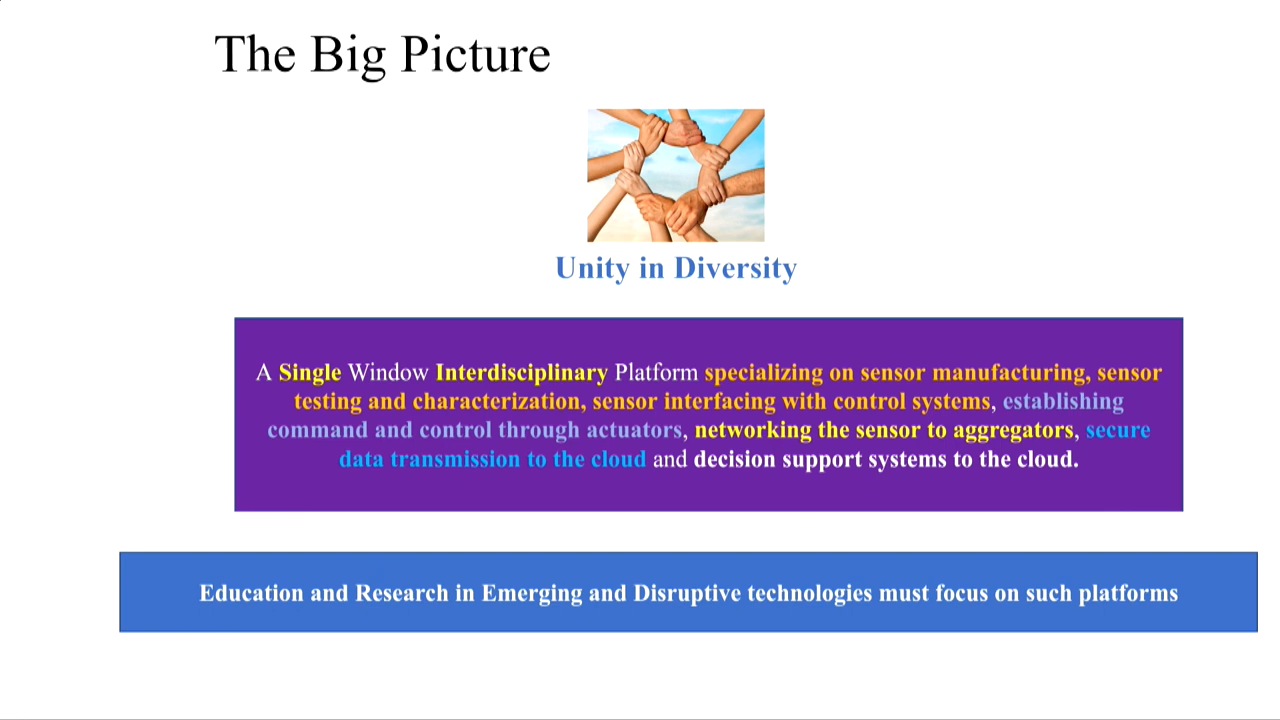 The Big Picture
Unity in Diversity
A Single Window Interdisciplinary Platform specializing on sensor manufacturing, sensor
testing and characterization, sensor interfacing with control systems, establishing
command and control through actuators, networking the sensor to aggregators, secure
data transmission to the cloud and decision support systems to the cloud.
Education and Research in Emerging and Disruptive technologies must focus on such platforms